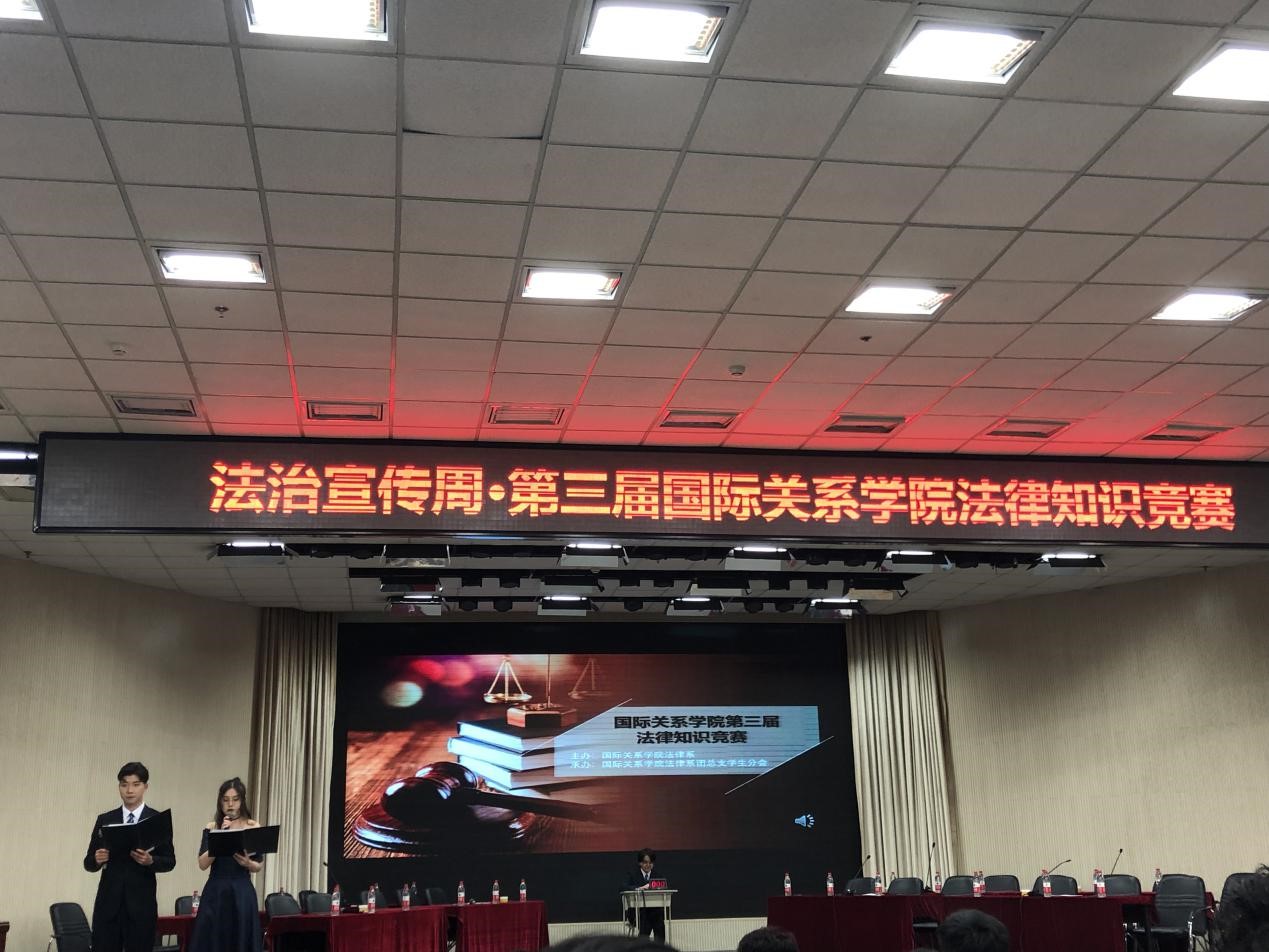 法治宣传周·第三届国际关系学院法律知识竞赛
国际关系学院第三届
法律知识竞赛
主办：国际关系学院法律系
承办：国际关系学院法律系团总支学生分会